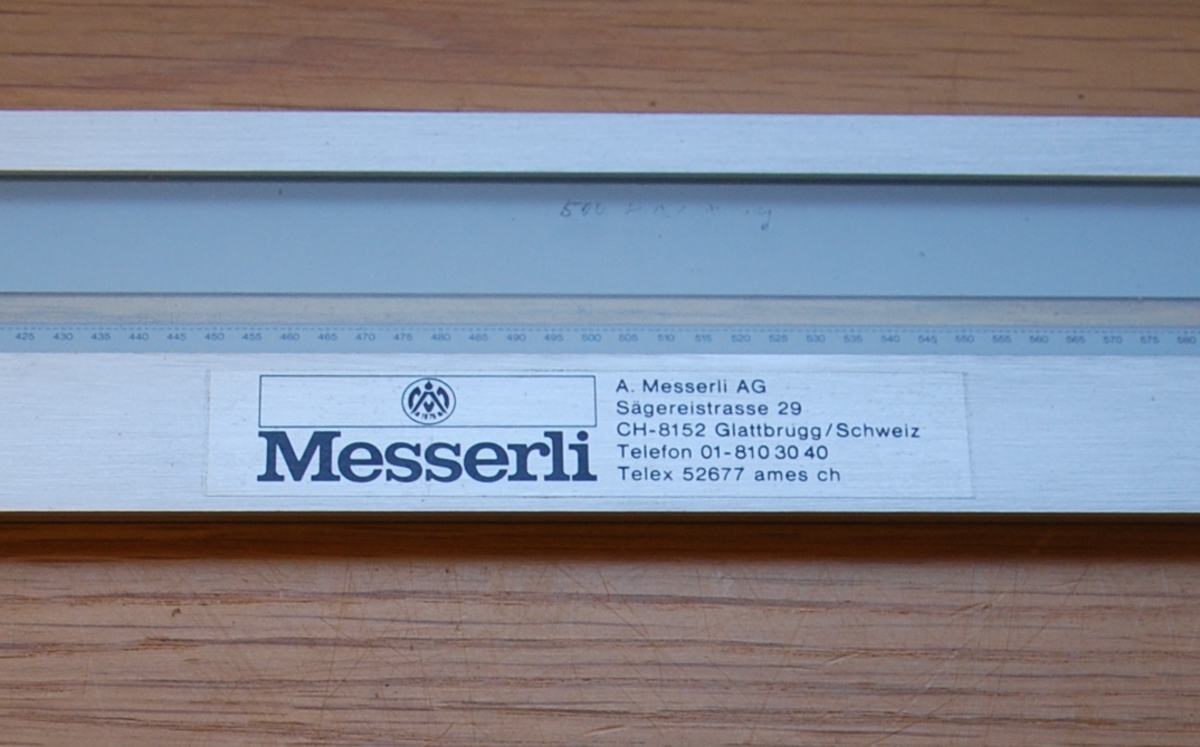 425 430 435 440 445 450 455 460 465 470 475 480 485 490 495 500 505 510 515 520 525 530 535 540 545 550 555 560 565 570 575 580
Messerli
A. Messerli AG
Sägereistrasse 29
CH-8152 Glattbrugg/Schweiz
Telefon 01-810 30 40
Telex 52677 ames ch